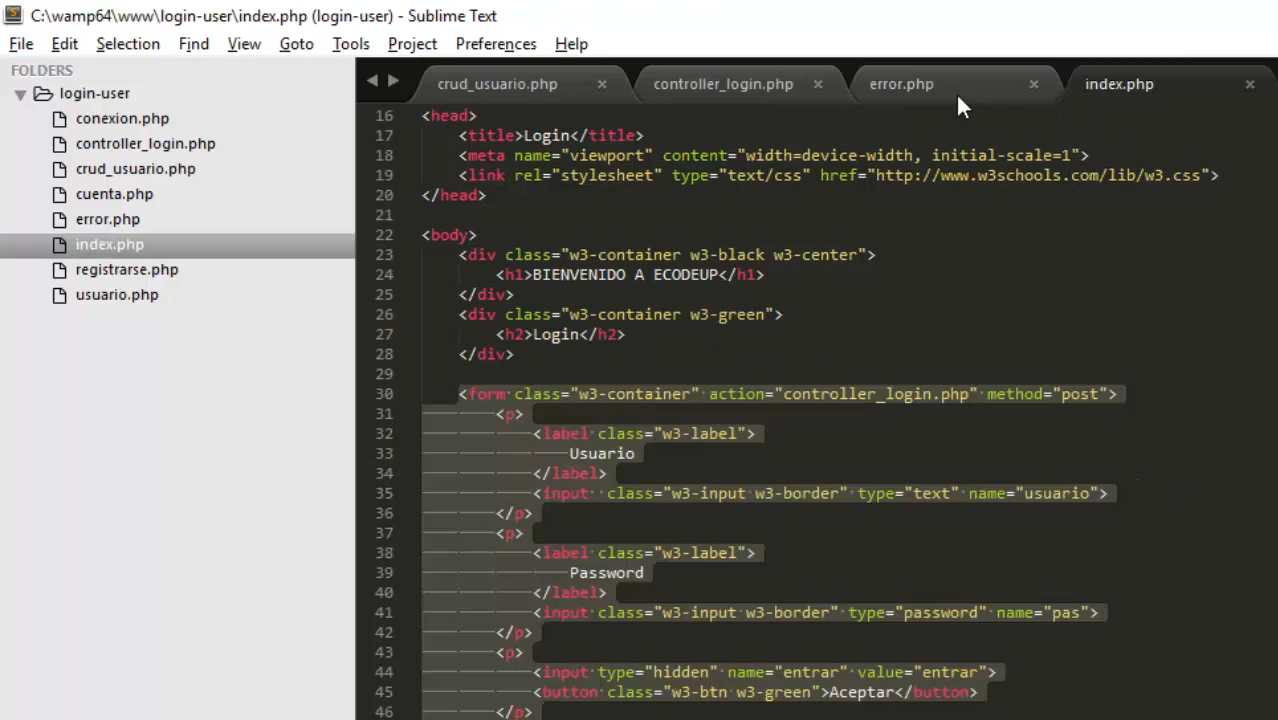 C:\wamp64\www\login-user\index.php (login-user) - Sublime Text
File Edit Selection Find View Goto Tools Project Preferences Help
FOLDERS
login-user
conexion.php
controller_login.php
crud_usuario.php
cuenta.php
error.php
index.php
registrarse.php
usuario.php
crud_usuario.php × controller_login.php × error.php × index.php ×
16 <head>
17 <title>Login</title>
18 <meta name="viewport" content="width=device-width, initial-scale=1">
19 <link rel="stylesheet" type="text/css" href="http://www.w3schools.com/lib/w3.css">
20 </head>
21
22 <body>
23 <div class="w3-container w3-black w3-center">
24 <h1>BIENVENIDO A ECODEUP</h1>
25 </div>
26 <div class="w3-container w3-green">
27 <h2>Login</h2>
28 </div>
29
30 <form class="w3-container" action="controller_login.php" method="post">
31 <p>
32 <label class="w3-label">
33 Usuario
34 </label>
35 <input  class="w3-input w3-border" type="text" name="usuario">
36 </p>
37 <p>
38 <label class="w3-label">
39 Password
40 </label>
41 <input class="w3-input w3-border" type="password" name="pas">
42 </p>
43 <p>
44 <input type="hidden" name="entrar" value="entrar">
45 <button class="w3-btn w3-green">Aceptar</button>
46 </p>